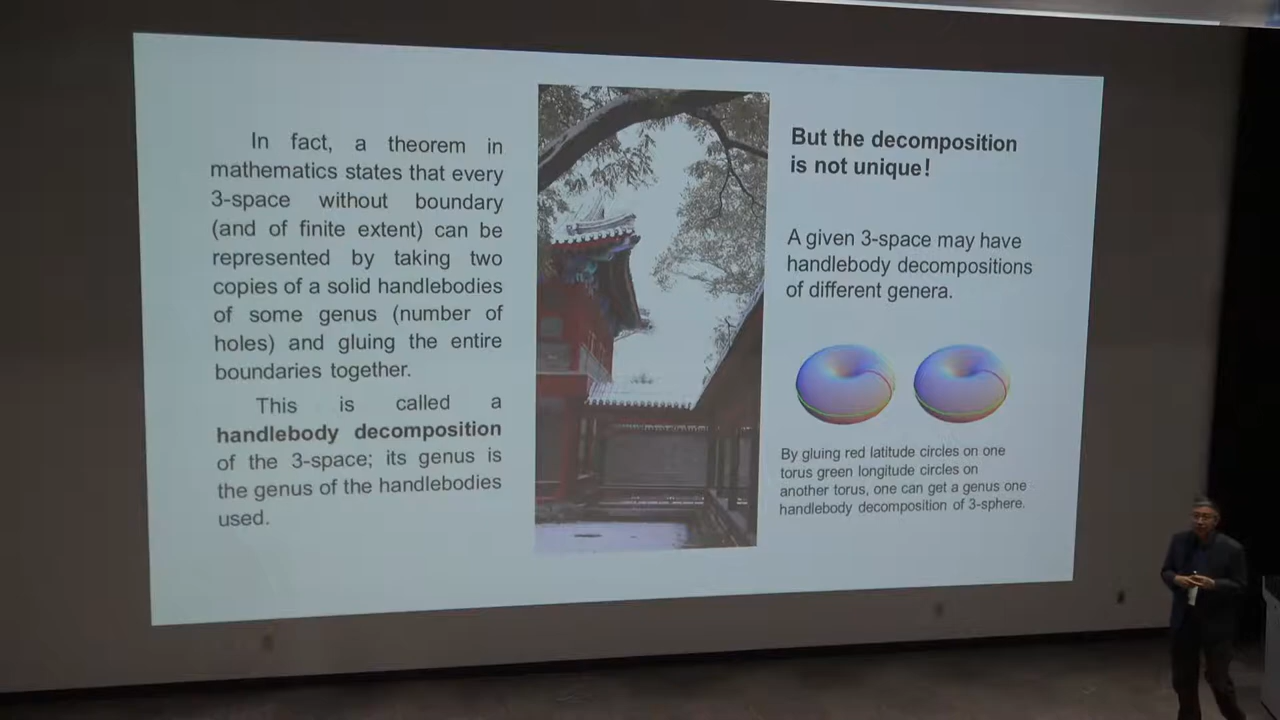 In fact, a theorem in
mathematics states that every
3-space without boundary
(and of finite extent) can be
represented by taking two
copies of a solid handlebodies
of some genus (number of
holes) and gluing the entire
boundaries together.
This is called a
handlebody decomposition
of the 3-space; its genus is
the genus of the handlebodies
used.
But the decomposition
is not unique!
A given 3-space may have
handlebody decompositions
of different genera.
By gluing red latitude circles on one
torus green longitude circles on
another torus, one can get a genus one
handlebody decomposition of 3-sphere.